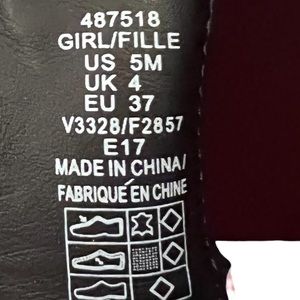 487518
GIRL/FILLE
US 5M
UK 4
EU 37
V3328/F2857
E17
MADE IN CHINA/
FABRIQUÉ EN CHINE